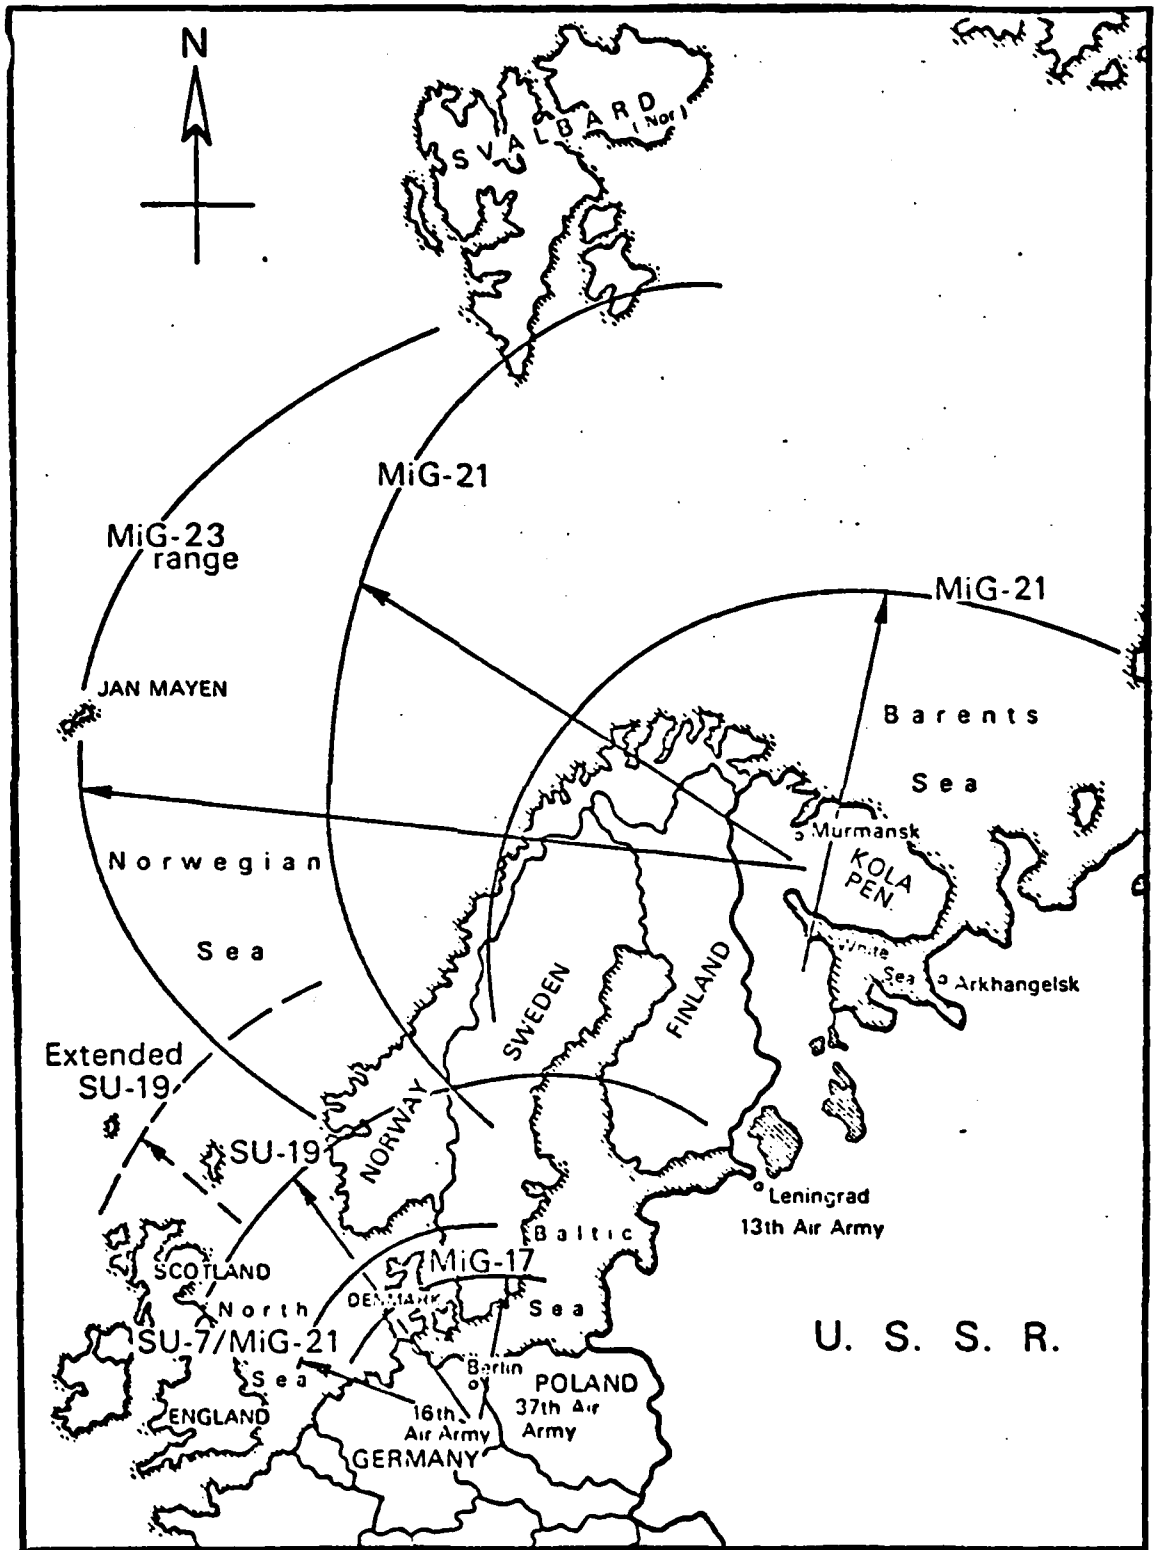 N
SVALBARD
(Nor)
MiG-21
MiG-23
range
MiG-21
JAN MAYEN
Barents
Sea
Murmansk
KOLA
PEN.
Norwegian
Sea
White
Sea
Arkhangelsk
SWEDEN
FINLAND
Extended
SU-19
NORWAY
SU-19
Leningrad
13th Air Army
Baltic
Sea
MiG-17
SCOTLAND
DENMARK
North
Sea
SU-7/MiG-21
U. S. S. R.
Berlin
POLAND
37th Air
Army
ENGLAND
16th
Air Army
GERMANY